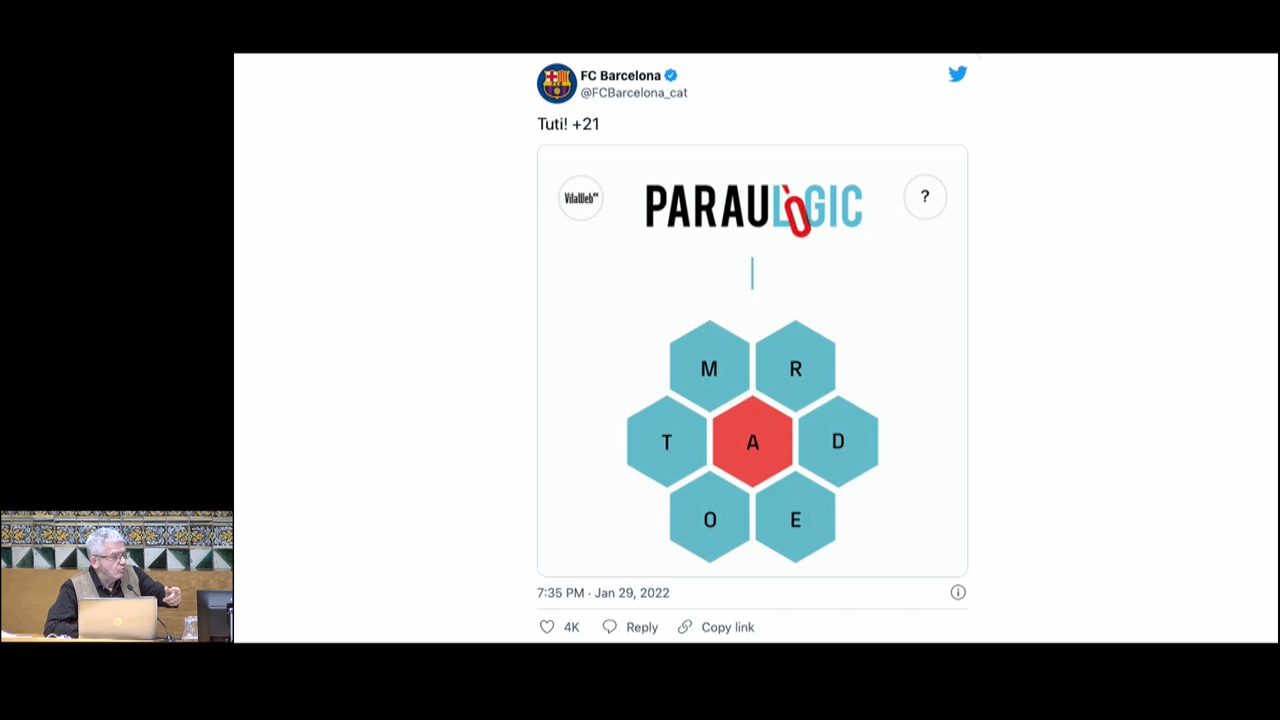 FC Barcelona
@FCBarcelona_cat
Tuti! +21
VilaWeb
PARAULÒGIC
?
M R
T A D
O E
7:35 PM · Jan 29, 2022
4K Reply Copy link